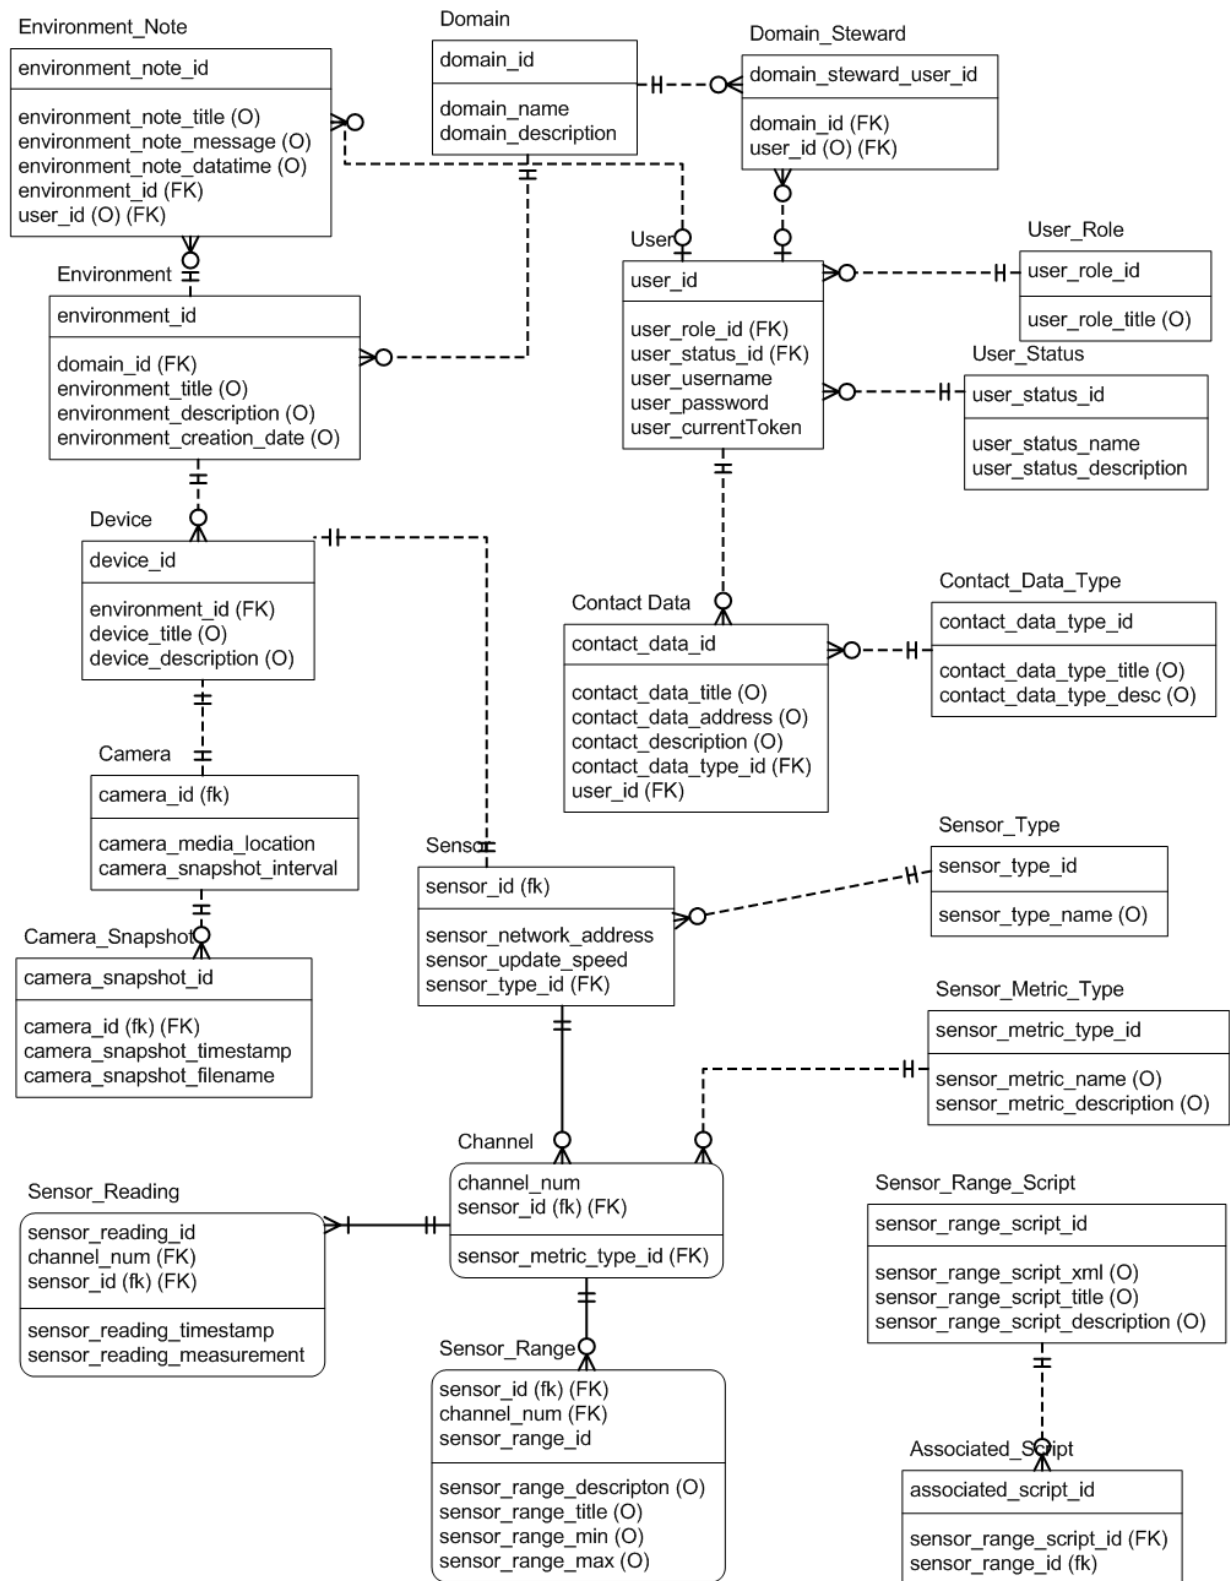 Environment_Note
environment_note_id
environment_note_title (O)
environment_note_message (O)
environment_note_datatime (O)
environment_id (FK)
user_id (O) (FK)
Domain
domain_id
domain_name
domain_description
Domain_Steward
domain_steward_user_id
domain_id (FK)
user_id (O) (FK)
User
user_id
user_role_id (FK)
user_status_id (FK)
user_username
user_password
user_currentToken
User_Role
user_role_id
user_role_title (O)
User_Status
user_status_id
user_status_name
user_status_description
Environment
environment_id
domain_id (FK)
environment_title (O)
environment_description (O)
environment_creation_date (O)
Device
device_id
environment_id (FK)
device_title (O)
device_description (O)
Contact Data
contact_data_id
contact_data_title (O)
contact_data_address (O)
contact_description (O)
contact_data_type_id (FK)
user_id (FK)
Contact_Data_Type
contact_data_type_id
contact_data_type_title (O)
contact_data_type_desc (O)
Camera
camera_id (fk)
camera_media_location
camera_snapshot_interval
Sensor
sensor_id (fk)
sensor_network_address
sensor_update_speed
sensor_type_id (FK)
Sensor_Type
sensor_type_id
sensor_type_name (O)
Camera_Snapshot
camera_snapshot_id
camera_id (fk) (FK)
camera_snapshot_timestamp
camera_snapshot_filename
Sensor_Metric_Type
sensor_metric_type_id
sensor_metric_name (O)
sensor_metric_description (O)
Channel
channel_num
sensor_id (fk) (FK)
sensor_metric_type_id (FK)
Sensor_Reading
sensor_reading_id
channel_num (FK)
sensor_id (fk) (FK)
sensor_reading_timestamp
sensor_reading_measurement
Sensor_Range_Script
sensor_range_script_id
sensor_range_script_xml (O)
sensor_range_script_title (O)
sensor_range_script_description (O)
Sensor_Range
sensor_id (fk) (FK)
channel_num (FK)
sensor_range_id
sensor_range_descripton (O)
sensor_range_title (O)
sensor_range_min (O)
sensor_range_max (O)
Associated_Script
associated_script_id
sensor_range_script_id (FK)
sensor_range_id (fk)